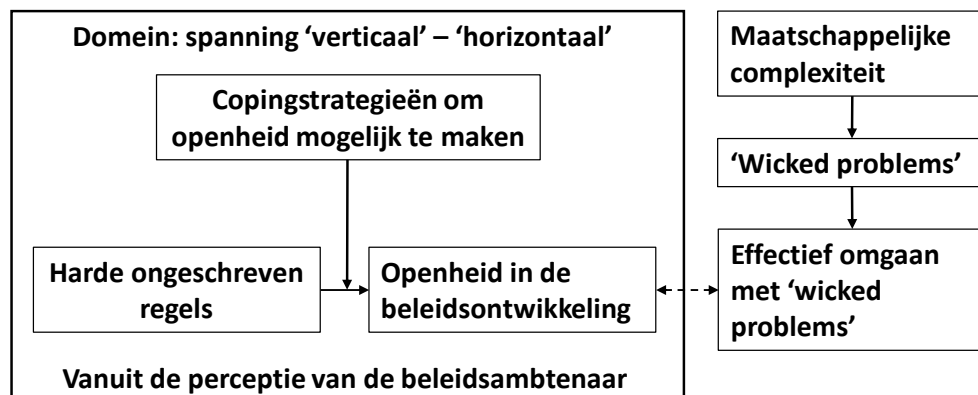 Domein: spanning ‘verticaal’ – ‘horizontaal’
Copingstrategieën om
openheid mogelijk te maken
Harde ongeschreven
regels
Openheid in de
beleidsontwikkeling
Vanuit de perceptie van de beleidsambtenaar
Maatschappelijke
complexiteit
‘Wicked problems’
Effectief omgaan
met ‘wicked
problems’